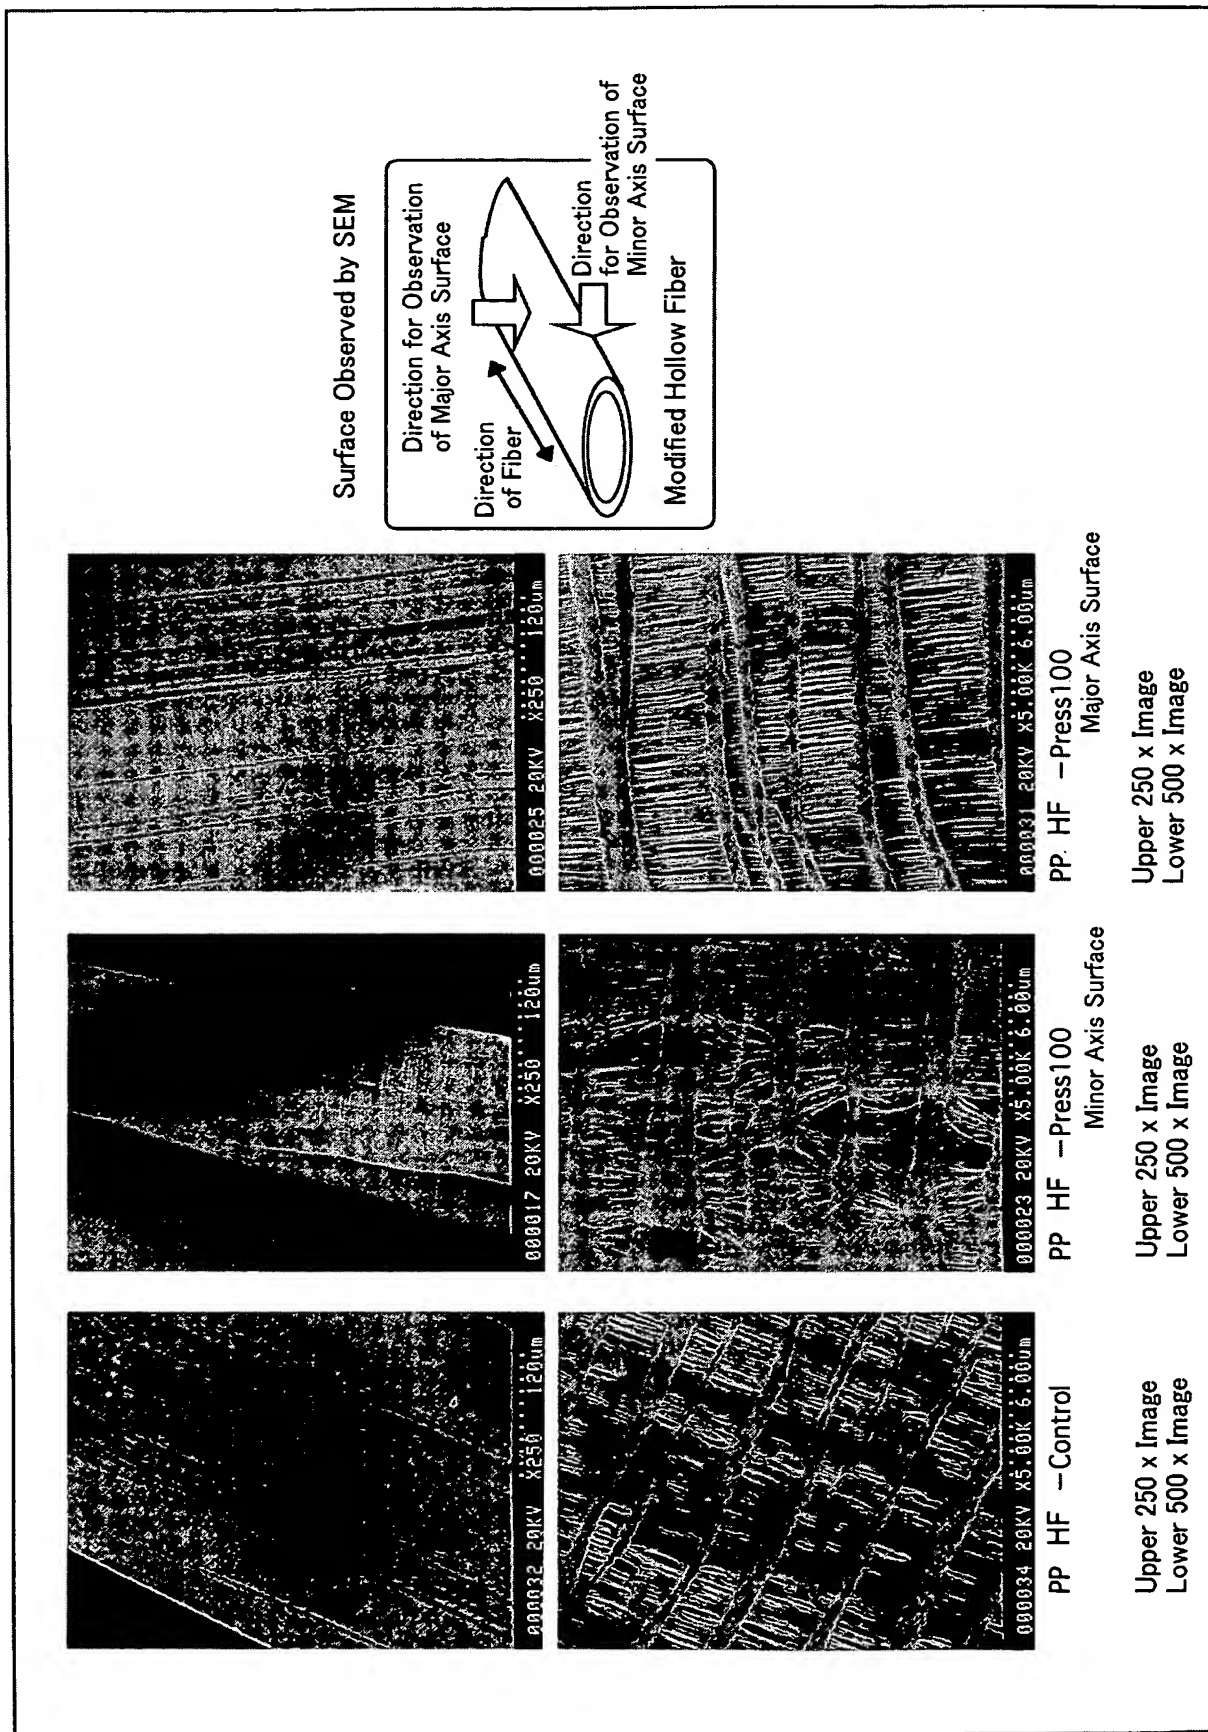 000032 20KV X250 120um
000034 20KV X5.00K 6.00um
PP HF –Control
Upper 250 x Image
Lower 500 x Image
000017 20KV X250 120um
000023 20KV X5.00K 6.00um
PP HF –Press100
Minor Axis Surface
Upper 250 x Image
Lower 500 x Image
000025 20KV X250 120um
000031 20KV X5.00K 6.00um
PP. HF –Press100
Major Axis Surface
Upper 250 x Image
Lower 500 x Image
Surface Observed by SEM
Direction for Observation
of Major Axis Surface
Direction
of Fiber
Direction
for Observation of
Minor Axis Surface
Modified Hollow Fiber